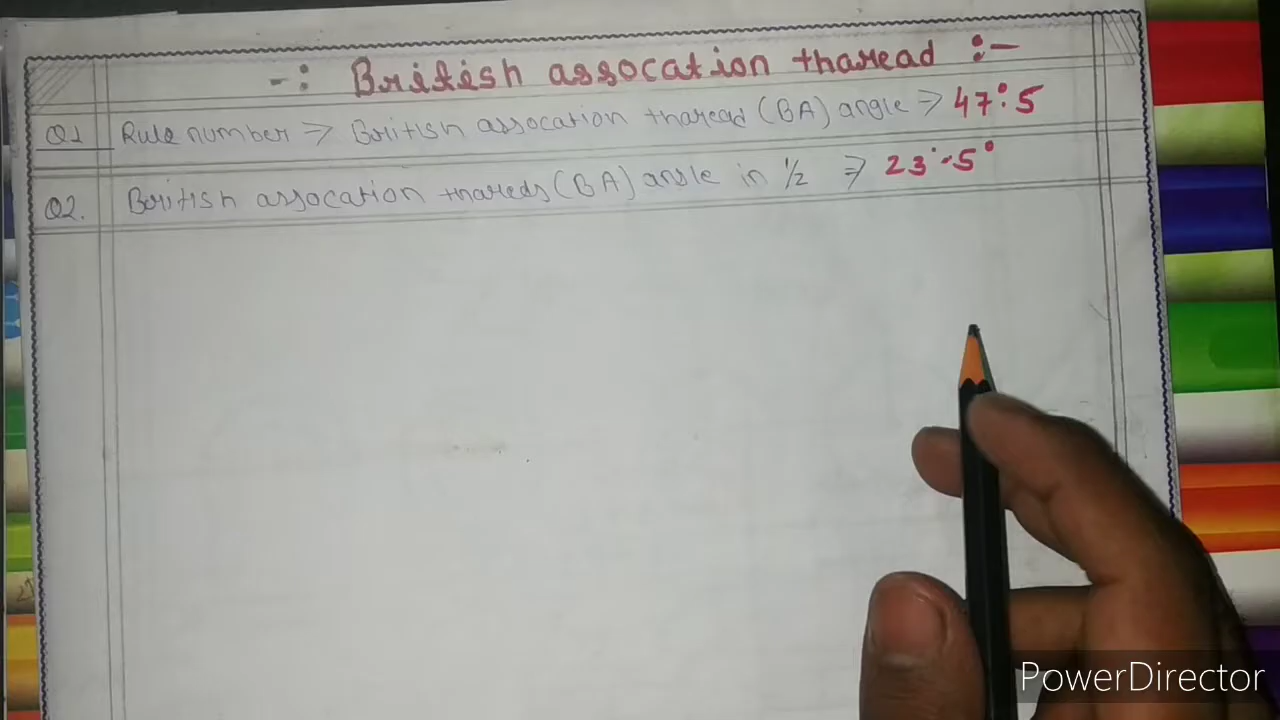 -: British assocation tharead :-
Q1 Rule number ⇒ British assocation tharead (BA) angle ⇒ 47°.5
Q2. British assocation thareds (BA) angle in 1/2 ⇒ 23°.5°
PowerDirector